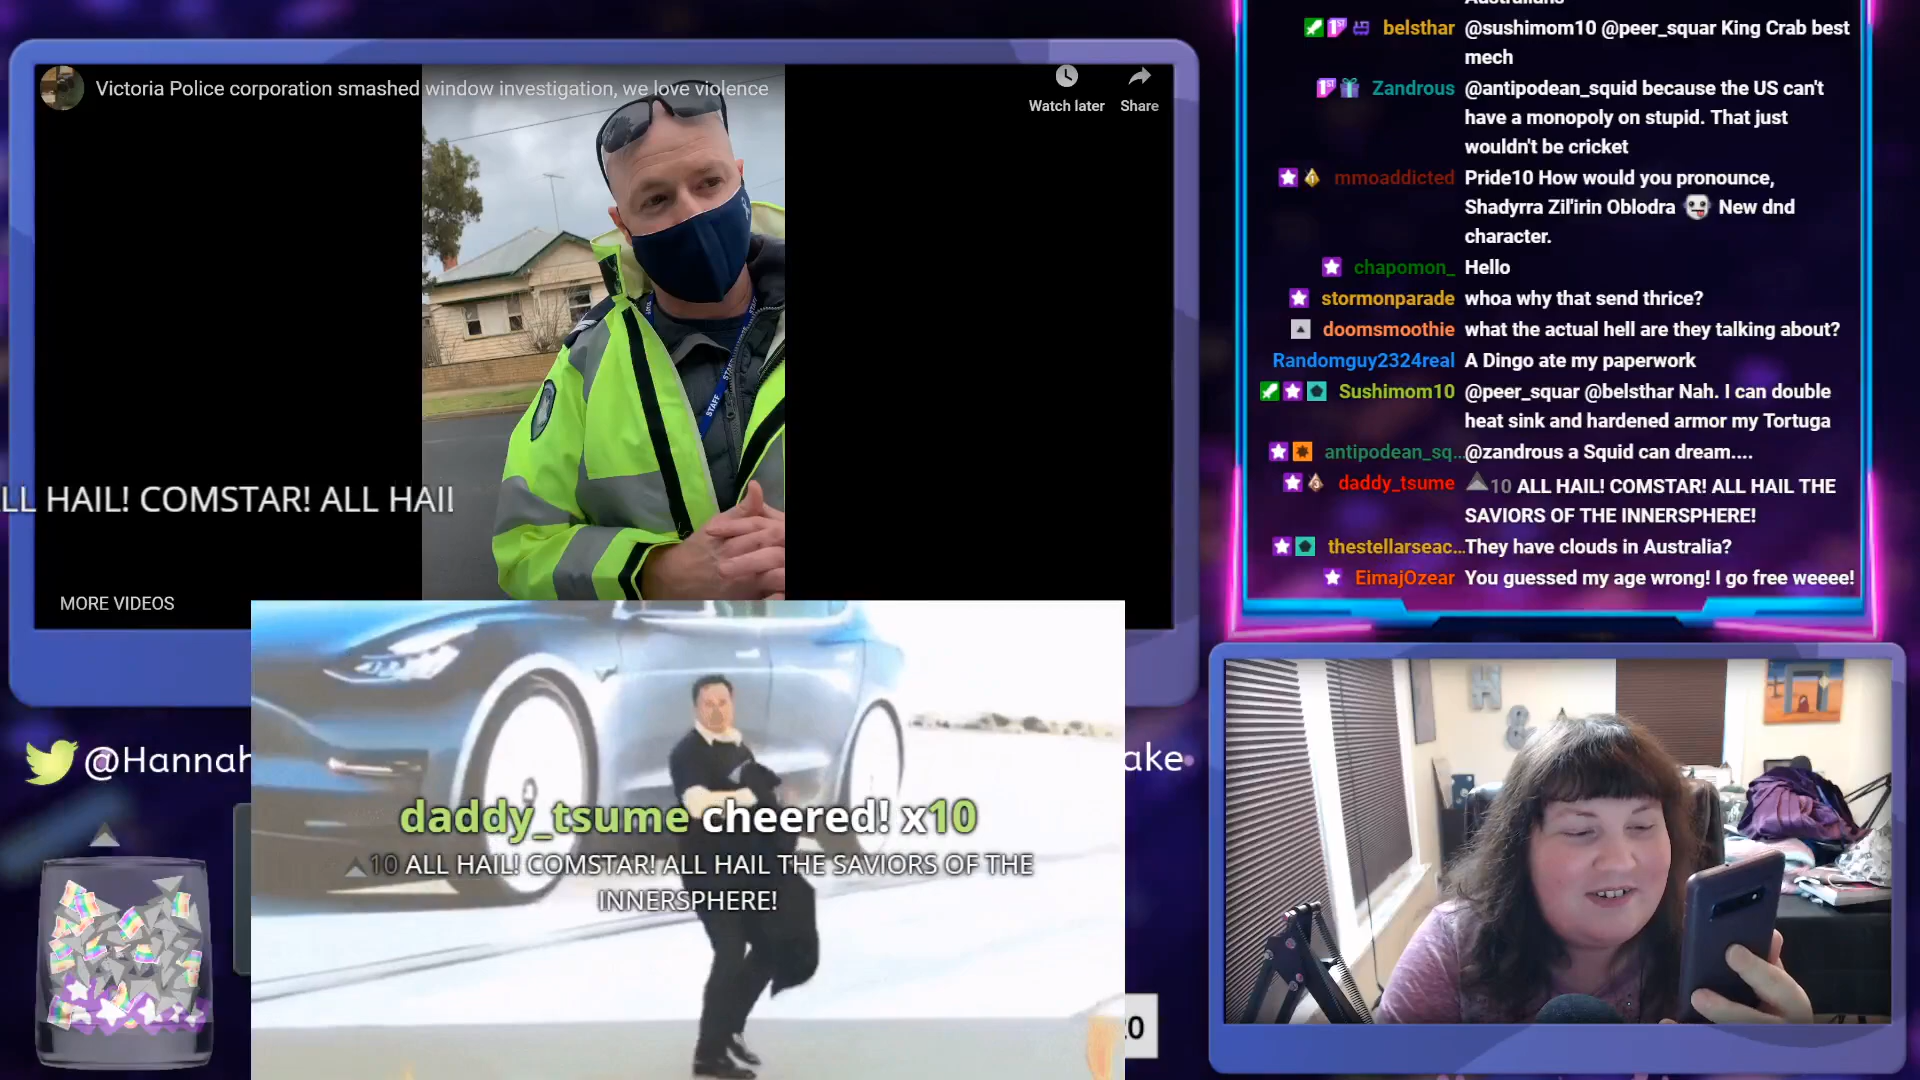 Victoria Police corporation smashed window investigation, we love violence
Watch later
Share
LL HAIL! COMSTAR! ALL HAIL
MORE VIDEOS
STAFF
@Hannah
ake
daddy_tsume cheered! x10
10 ALL HAIL! COMSTAR! ALL HAIL THE SAVIORS OF THE
INNERSPHERE!
20
Australians
belsthar @sushimom10 @peer_squar King Crab best
mech
Zandrous @antipodean_squid because the US can't
have a monopoly on stupid. That just
wouldn't be cricket
mmoaddicted Pride10 How would you pronounce,
Shadyrra Zil'irin Oblodra New dnd
character.
chapomon_ Hello
stormonparade whoa why that send thrice?
doomsmoothie what the actual hell are they talking about?
Randomguy2324real A Dingo ate my paperwork
Sushimom10 @peer_squar @belsthar Nah. I can double
heat sink and hardened armor my Tortuga
antipodean_sq... @zandrous a Squid can dream....
daddy_tsume 10 ALL HAIL! COMSTAR! ALL HAIL THE
SAVIORS OF THE INNERSPHERE!
thestellarseac... They have clouds in Australia?
EimajOzear You guessed my age wrong! I go free weeee!
H
&